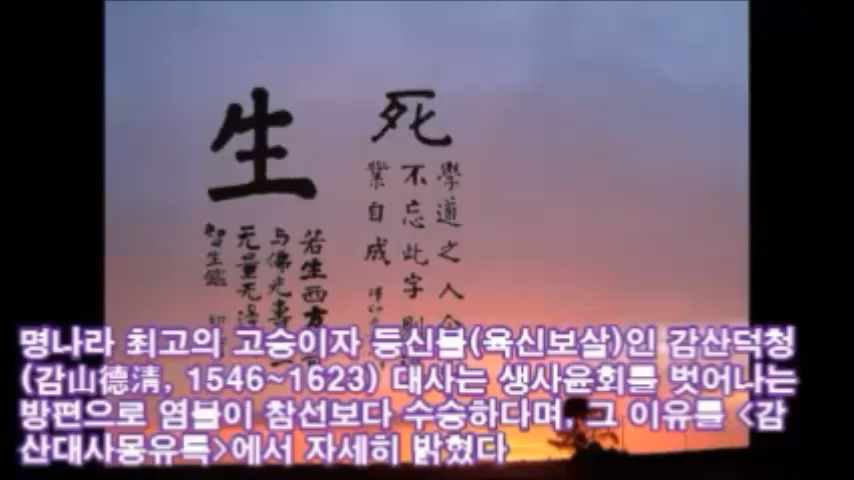 死
學道之人念
不忘此字則
業自成
生
若生西方
与佛光壽
无量无邊
智生
명나라 최고의 고승이자 등신불(육신보살)인 감산덕청
(감山德淸, 1546~1623) 대사는 생사윤회를 벗어나는
방편으로 염불이 참선보다 수승하다며, 그 이유를 <감
산대사몽유록>에서 자세히 밝혔다